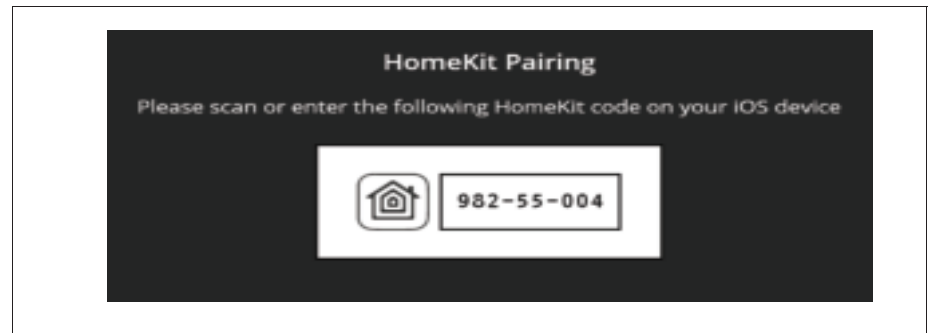 HomeKit Pairing
Please scan or enter the following HomeKit code on your iOS device
982-55-004